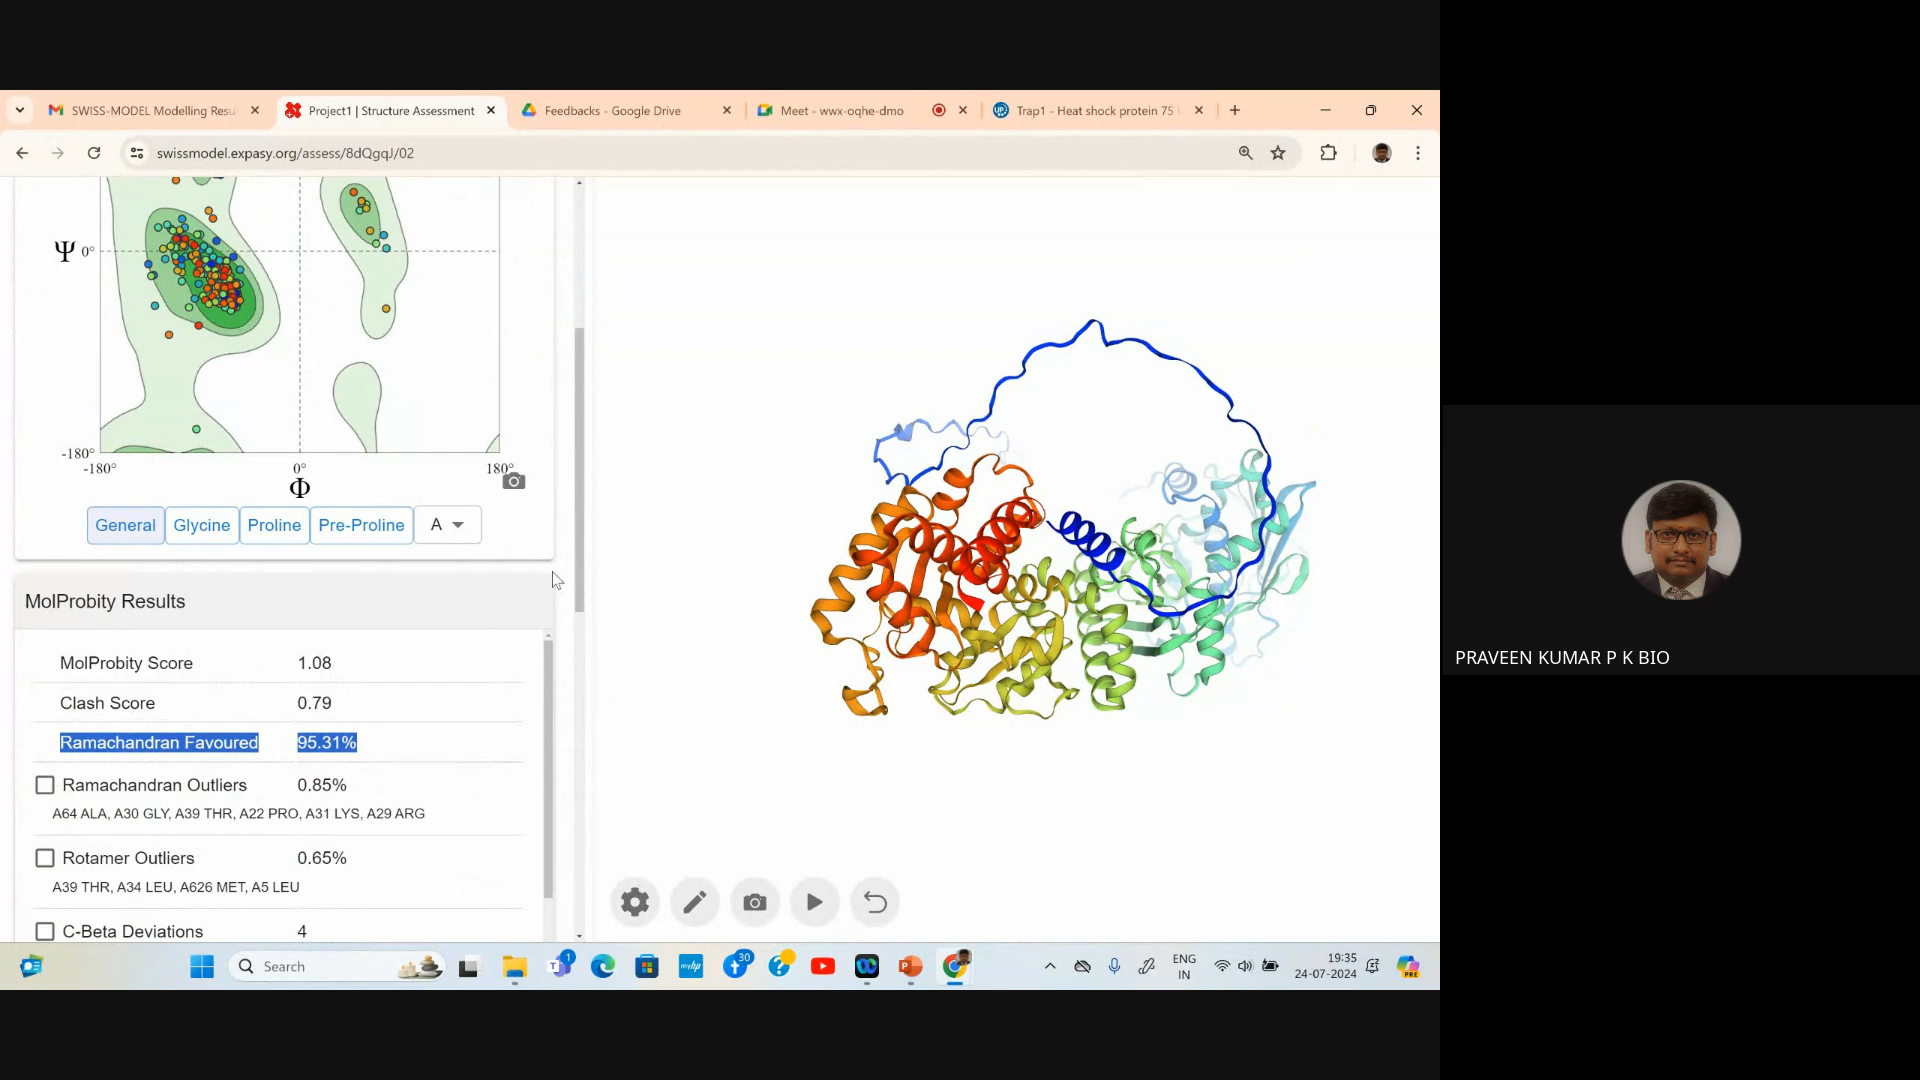 SWISS-MODEL Modelling Resu
Project1 | Structure Assessment
Feedbacks - Google Drive
Meet - wwx-oqhe-dmo
Trap1 - Heat shock protein 75
swissmodel.expasy.org/assess/8dQgqJ/02
Ψ 0°
-180°
-180° 0° 180°
Φ
General Glycine Proline Pre-Proline A
MolProbity Results
MolProbity Score 1.08
Clash Score 0.79
Ramachandran Favoured 95.31%
Ramachandran Outliers 0.85%
A64 ALA, A30 GLY, A39 THR, A22 PRO, A31 LYS, A29 ARG
Rotamer Outliers 0.65%
A39 THR, A34 LEU, A626 MET, A5 LEU
C-Beta Deviations 4
PRAVEEN KUMAR P K BIO
Search
1
myhp
30
ENG
IN
19:35
24-07-2024
PRE